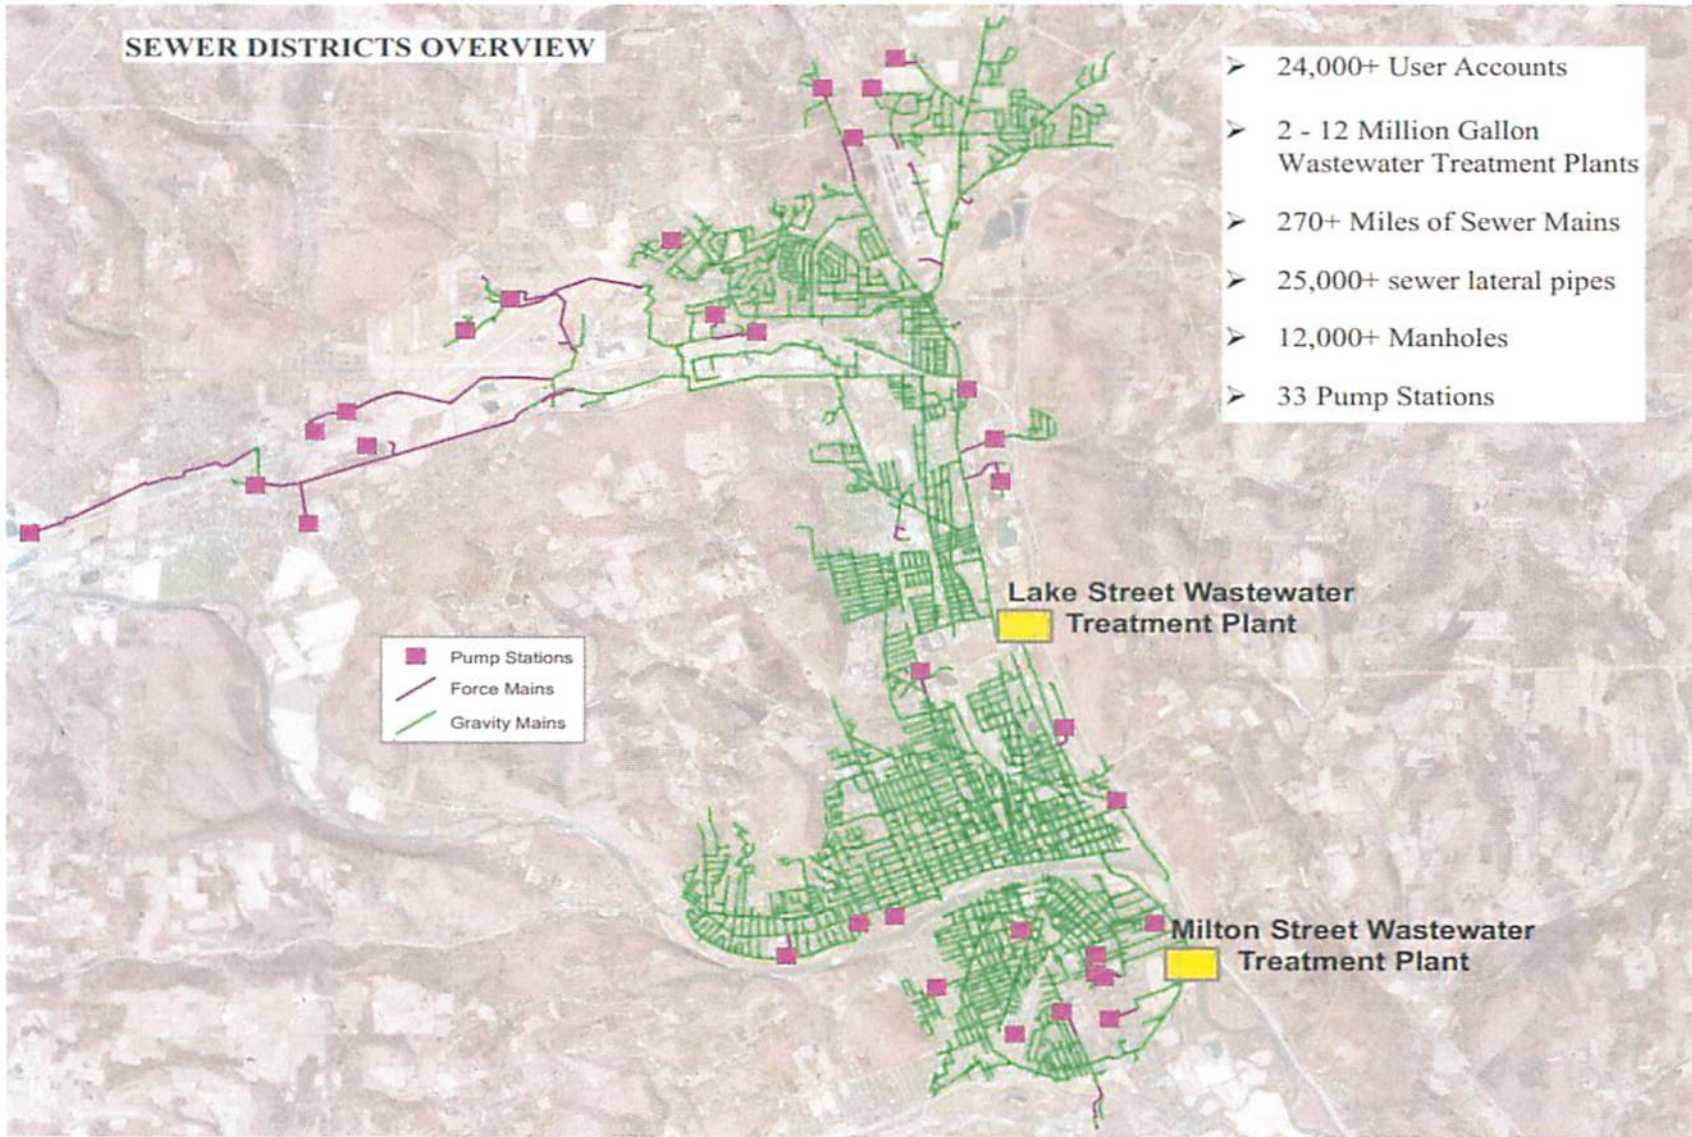 SEWER DISTRICTS OVERVIEW
➢ 24,000+ User Accounts
➢ 2 - 12 Million Gallon
Wastewater Treatment Plants
➢ 270+ Miles of Sewer Mains
➢ 25,000+ sewer lateral pipes
➢ 12,000+ Manholes
➢ 33 Pump Stations
Lake Street Wastewater
Treatment Plant
Pump Stations
Force Mains
Gravity Mains
Milton Street Wastewater
Treatment Plant